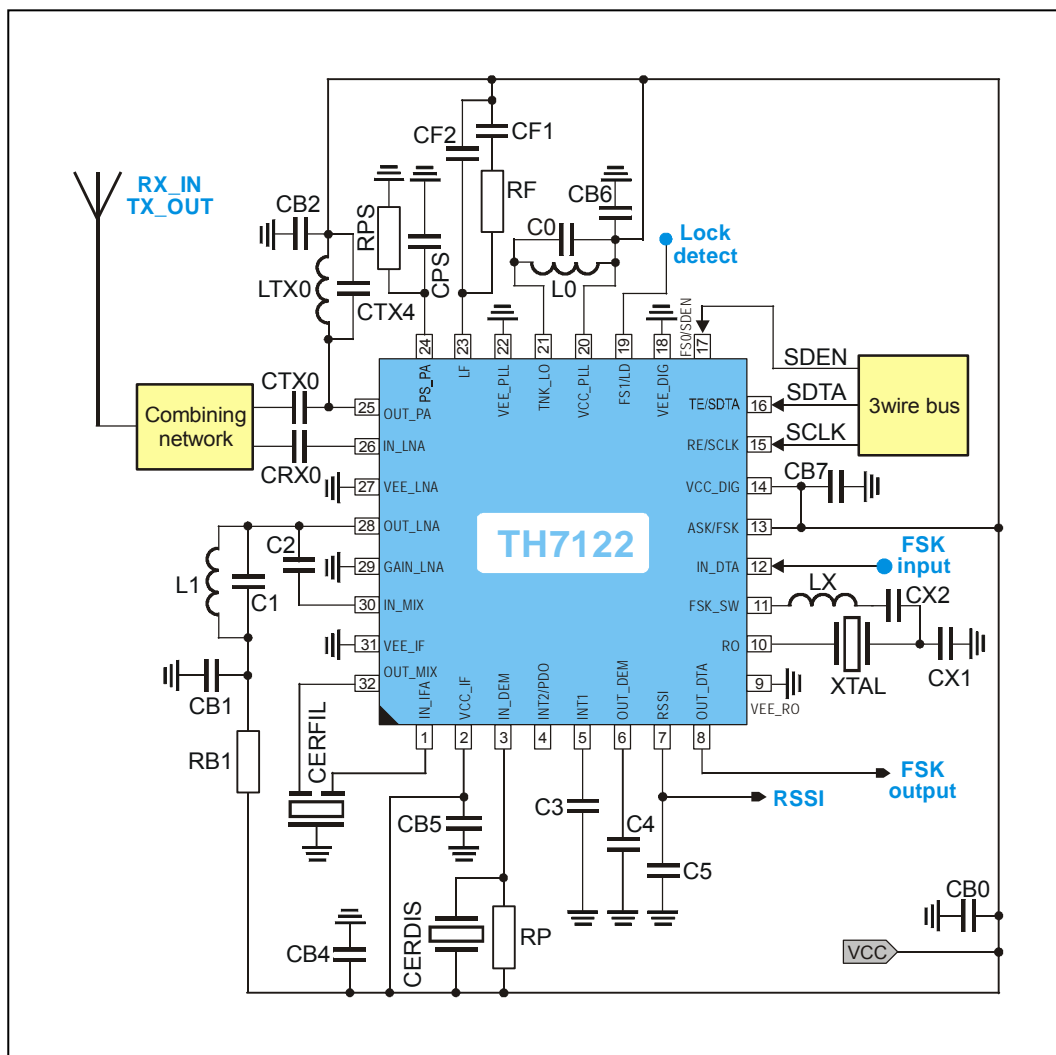 CF2
CF1
RX_IN
TX_OUT
CB2
RPS
CPS
RF
CB6
C0
L0
Lock
detect
LTX0
CTX4
24
23
22
21
20
19
18
17
PS_PA
LF
VEE_PLL
TNK_LO
VCC_PLL
FS1/LD
VEE_DIG
FS0/SDEN
SDEN
SDTA
SCLK
3wire bus
Combining
network
CTX0
CRX0
25
OUT_PA
26
IN_LNA
27
VEE_LNA
28
OUT_LNA
29
GAIN_LNA
30
IN_MIX
31
VEE_IF
OUT_MIX
32
TH7122
TE/SDTA
16
RE/SCLK
15
VCC_DIG
14
ASK/FSK
13
IN_DTA
12
FSK_SW
11
RO
10
9
VEE_RO
CB7
FSK
input
LX
CX2
XTAL
CX1
L1
C1
C2
CB1
RB1
CERFIL
IN_IFA
VCC_IF
IN_DEM
INT2/PDO
INT1
OUT_DEM
RSSI
OUT_DTA
1
2
3
4
5
6
7
8
CB5
C3
C4
C5
RSSI
FSK
output
CB4
CERDIS
RP
CB0
VCC